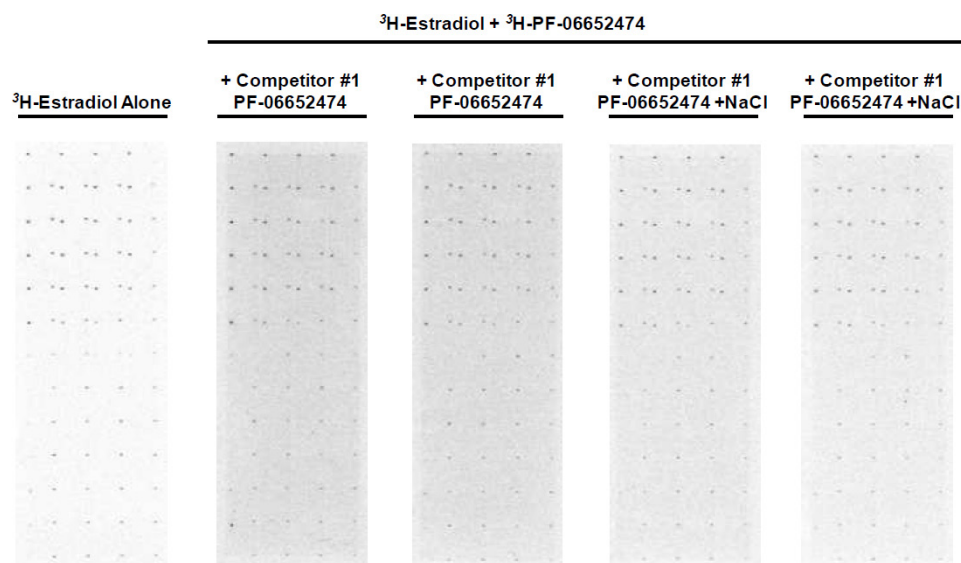 ³H-Estradiol + ³H-PF-06652474
³H-Estradiol Alone
+ Competitor #1
PF-06652474
+ Competitor #1
PF-06652474
+ Competitor #1
PF-06652474 +NaCl
+ Competitor #1
PF-06652474 +NaCl